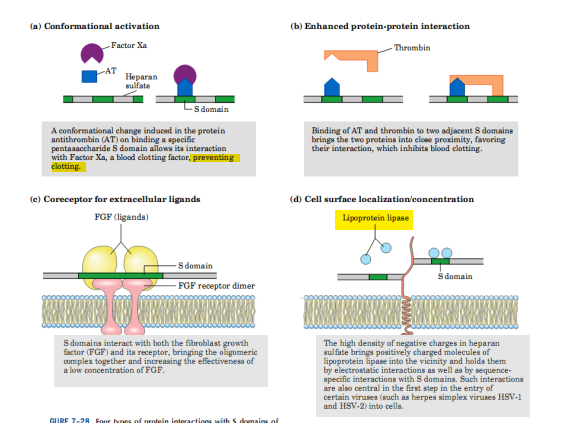 (a) Conformational activation
Factor Xa
AT
Heparan
sulfate
S domain
A conformational change induced in the protein
antithrombin (AT) on binding a specific
pentasaccharide S domain allows its interaction
with Factor Xa, a blood clotting factor, preventing
clotting.
(b) Enhanced protein-protein interaction
Thrombin
Binding of AT and thrombin to two adjacent S domains
brings the two proteins into close proximity, favoring
their interaction, which inhibits blood clotting.
(c) Coreceptor for extracellular ligands
FGF (ligands)
S domain
FGF receptor dimer
S domains interact with both the fibroblast growth
factor (FGF) and its receptor, bringing the oligomeric
complex together and increasing the effectiveness of
a low concentration of FGF.
(d) Cell surface localization/concentration
Lipoprotein lipase
S domain
The high density of negative charges in heparan
sulfate brings positively charged molecules of
lipoprotein lipase into the vicinity and holds them
by electrostatic interactions as well as by sequence-
specific interactions with S domains. Such interactions
are also central in the first step in the entry of
certain viruses (such as herpes simplex viruses HSV-1
and HSV-2) into cells.
GURE 7–28 Four types of protein interactions with S domains of